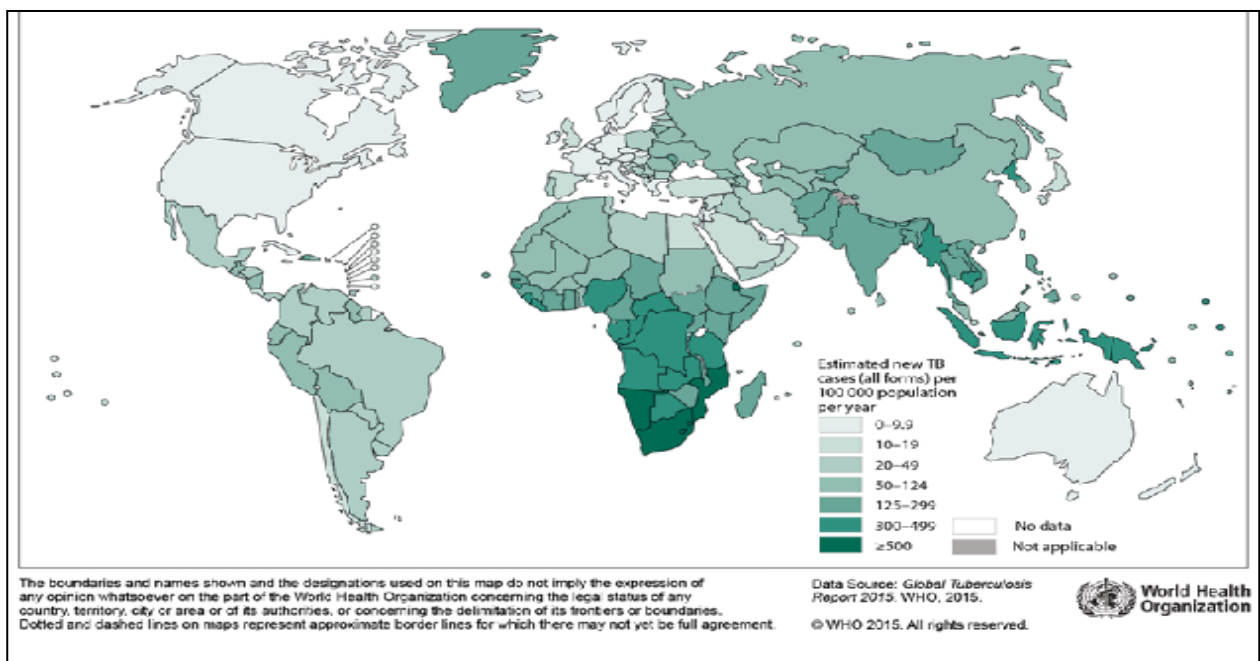 Estimated new TB
cases (all forms) per
100 000 population
per year
0–9.9
10–19
20–49
50–124
125–299
300–499
≥500
No data
Not applicable
The boundaries and names shown and the designations used on this map do not imply the expression of
any opinion whatsoever on the part of the World Health Organization concerning the legal status of any
country, territory, city or area or of its authorities, or concerning the delimitation of its frontiers or boundaries.
Dotted and dashed lines on maps represent approximate border lines for which there may not yet be full agreement.
Data Source: Global Tuberculosis
Report 2015. WHO, 2015.
© WHO 2015. All rights reserved.
World Health
Organization